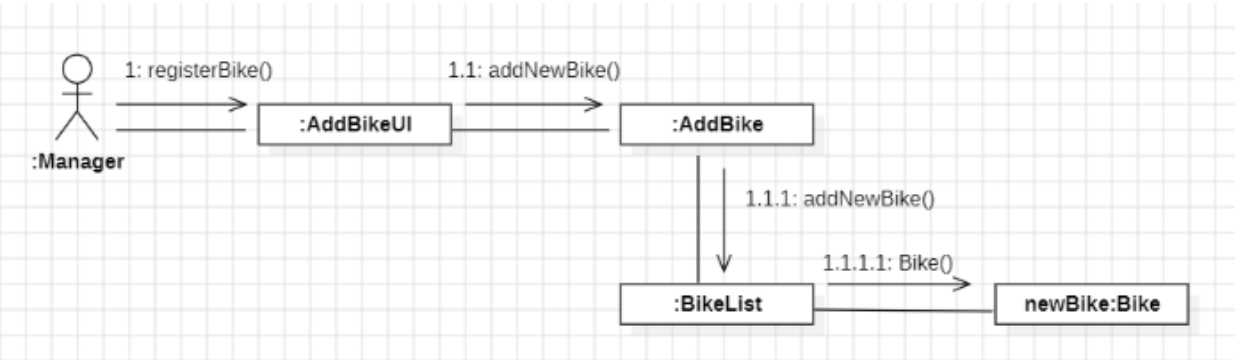 1: registerBike()
1.1: addNewBike()
:AddBikeUI
:AddBike
:Manager
1.1.1: addNewBike()
1.1.1.1: Bike()
:BikeList
newBike:Bike